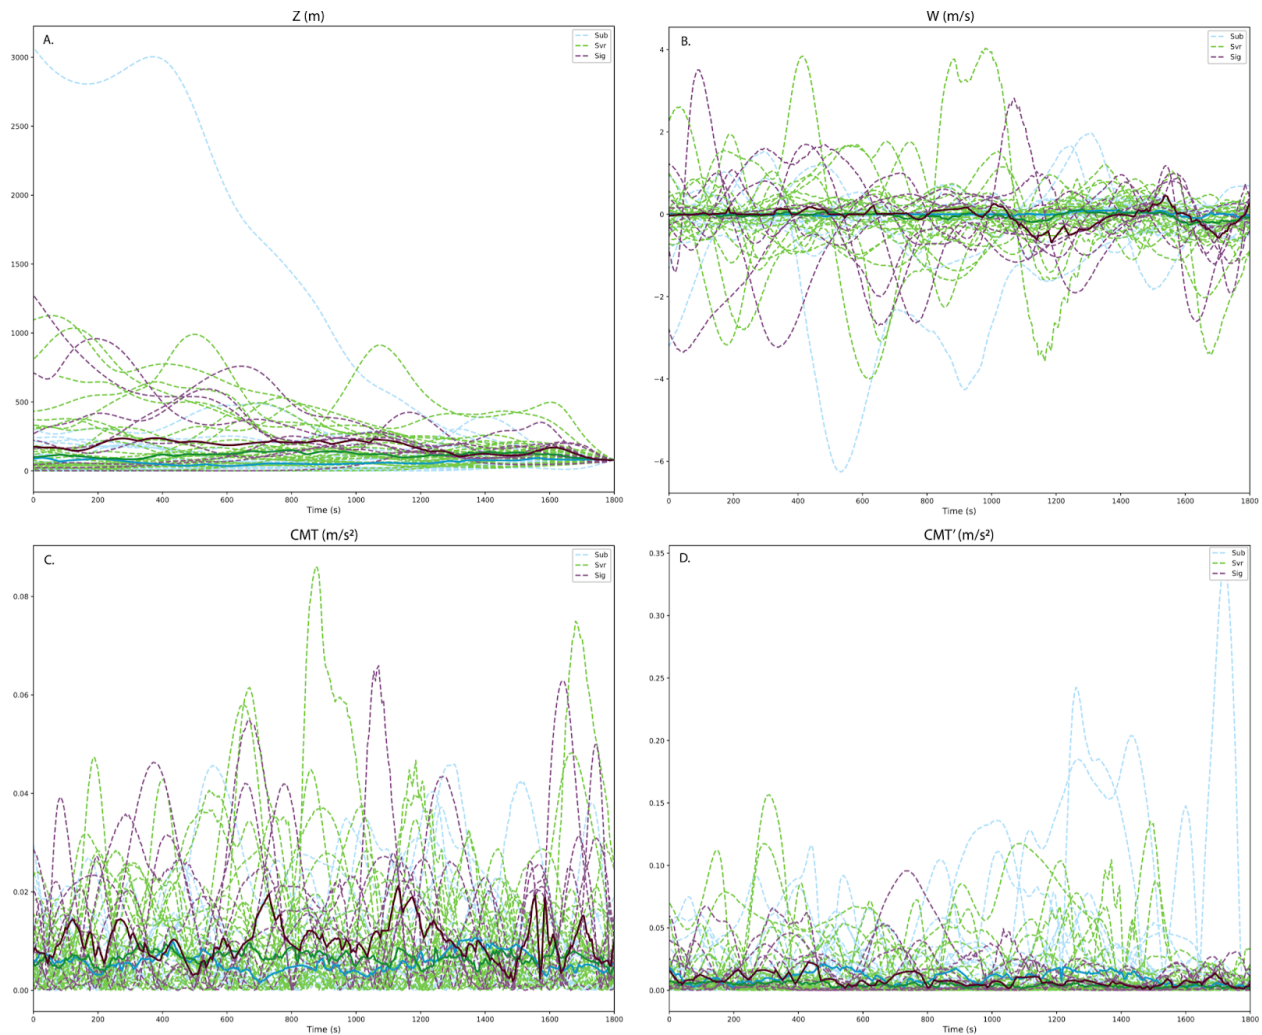 Z (m)
A.
Sub
Svr
Sig
3000
2500
2000
1500
1000
500
0
0 200 400 600 800 1000 1200 1400 1600 1800
Time (s)
W (m/s)
B.
Sub
Svr
Sig
4
2
0
−2
−4
−6
0 200 400 600 800 1000 1200 1400 1600 1800
Time (s)
CMT (m/s²)
C.
Sub
Svr
Sig
0.08
0.06
0.04
0.02
0.00
0 200 400 600 800 1000 1200 1400 1600 1800
Time (s)
CMT′ (m/s²)
D.
Sub
Svr
Sig
0.35
0.30
0.25
0.20
0.15
0.10
0.05
0.00
0 200 400 600 800 1000 1200 1400 1600 1800
Time (s)